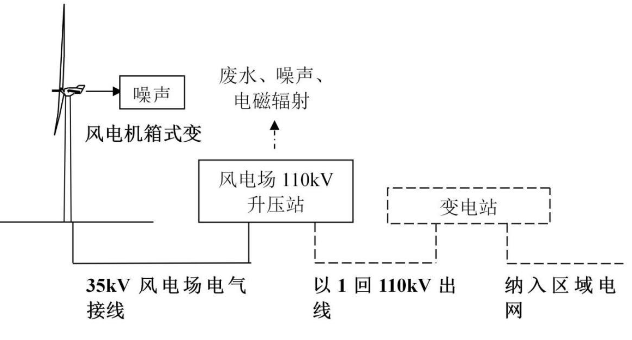 废水、噪声、
电磁辐射
噪声
风电机箱式变
风电场 110kV
升压站
变电站
35kV 风电场电气
接线
以 1 回 110kV 出
线
纳入区域电
网